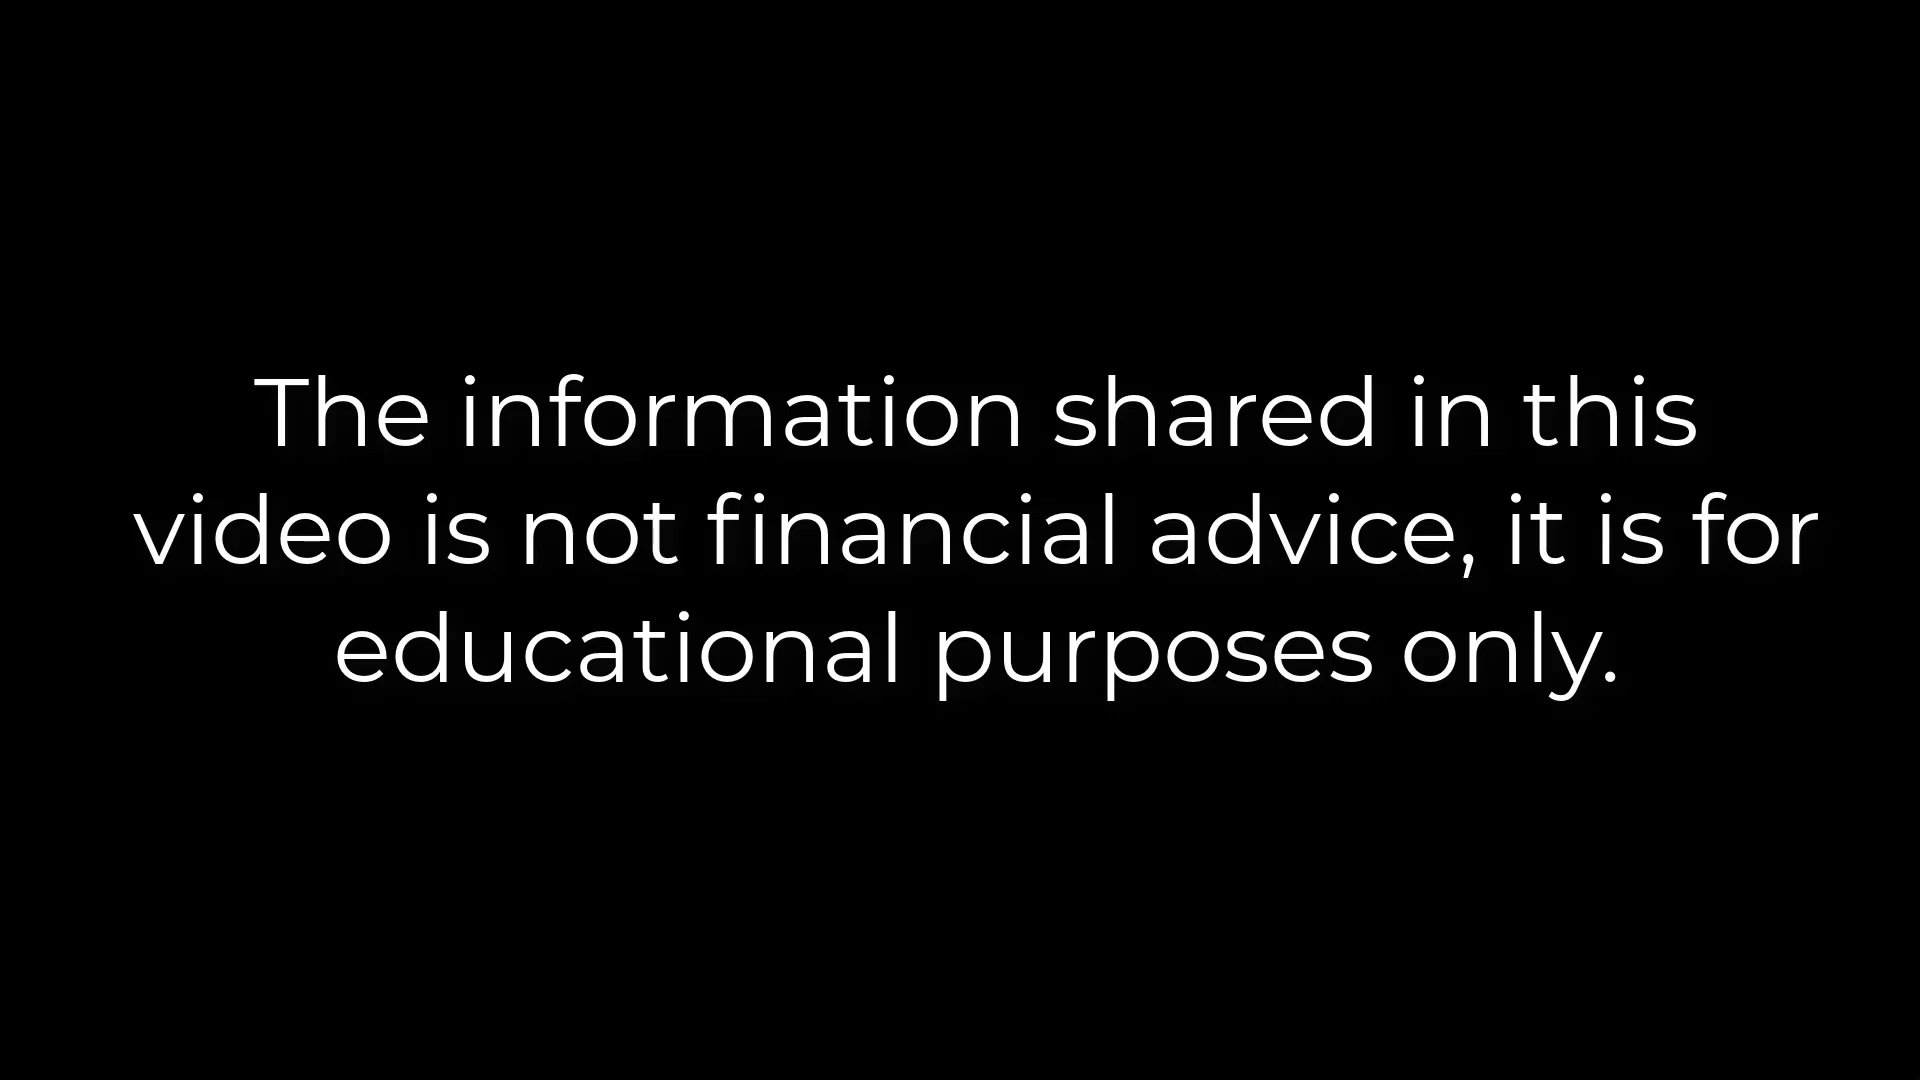 The information shared in this
video is not financial advice, it is for
educational purposes only.